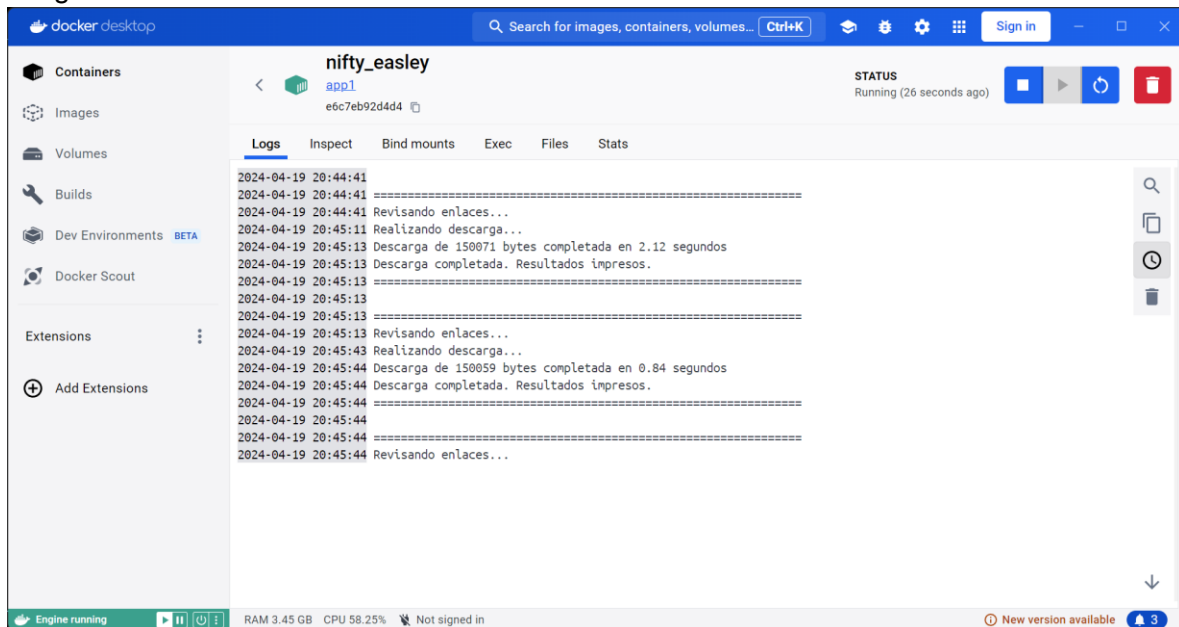 docker desktop
Search for images, containers, volumes... Ctrl+K
Sign in
Containers
Images
Volumes
Builds
Dev Environments BETA
Docker Scout
Extensions
Add Extensions
nifty_easley
app1
e6c7eb92d4d4
STATUS
Running (26 seconds ago)
Logs Inspect Bind mounts Exec Files Stats
2024-04-19 20:44:41
2024-04-19 20:44:41 ===============================================================
2024-04-19 20:44:41 Revisando enlaces...
2024-04-19 20:45:11 Realizando descarga...
2024-04-19 20:45:13 Descarga de 150071 bytes completada en 2.12 segundos
2024-04-19 20:45:13 Descarga completada. Resultados impresos.
2024-04-19 20:45:13 ===============================================================
2024-04-19 20:45:13
2024-04-19 20:45:13 ===============================================================
2024-04-19 20:45:13 Revisando enlaces...
2024-04-19 20:45:43 Realizando descarga...
2024-04-19 20:45:44 Descarga de 150059 bytes completada en 0.84 segundos
2024-04-19 20:45:44 Descarga completada. Resultados impresos.
2024-04-19 20:45:44 ===============================================================
2024-04-19 20:45:44
2024-04-19 20:45:44 ===============================================================
2024-04-19 20:45:44 Revisando enlaces...
Engine running
RAM 3.45 GB CPU 58.25% Not signed in
New version available 3